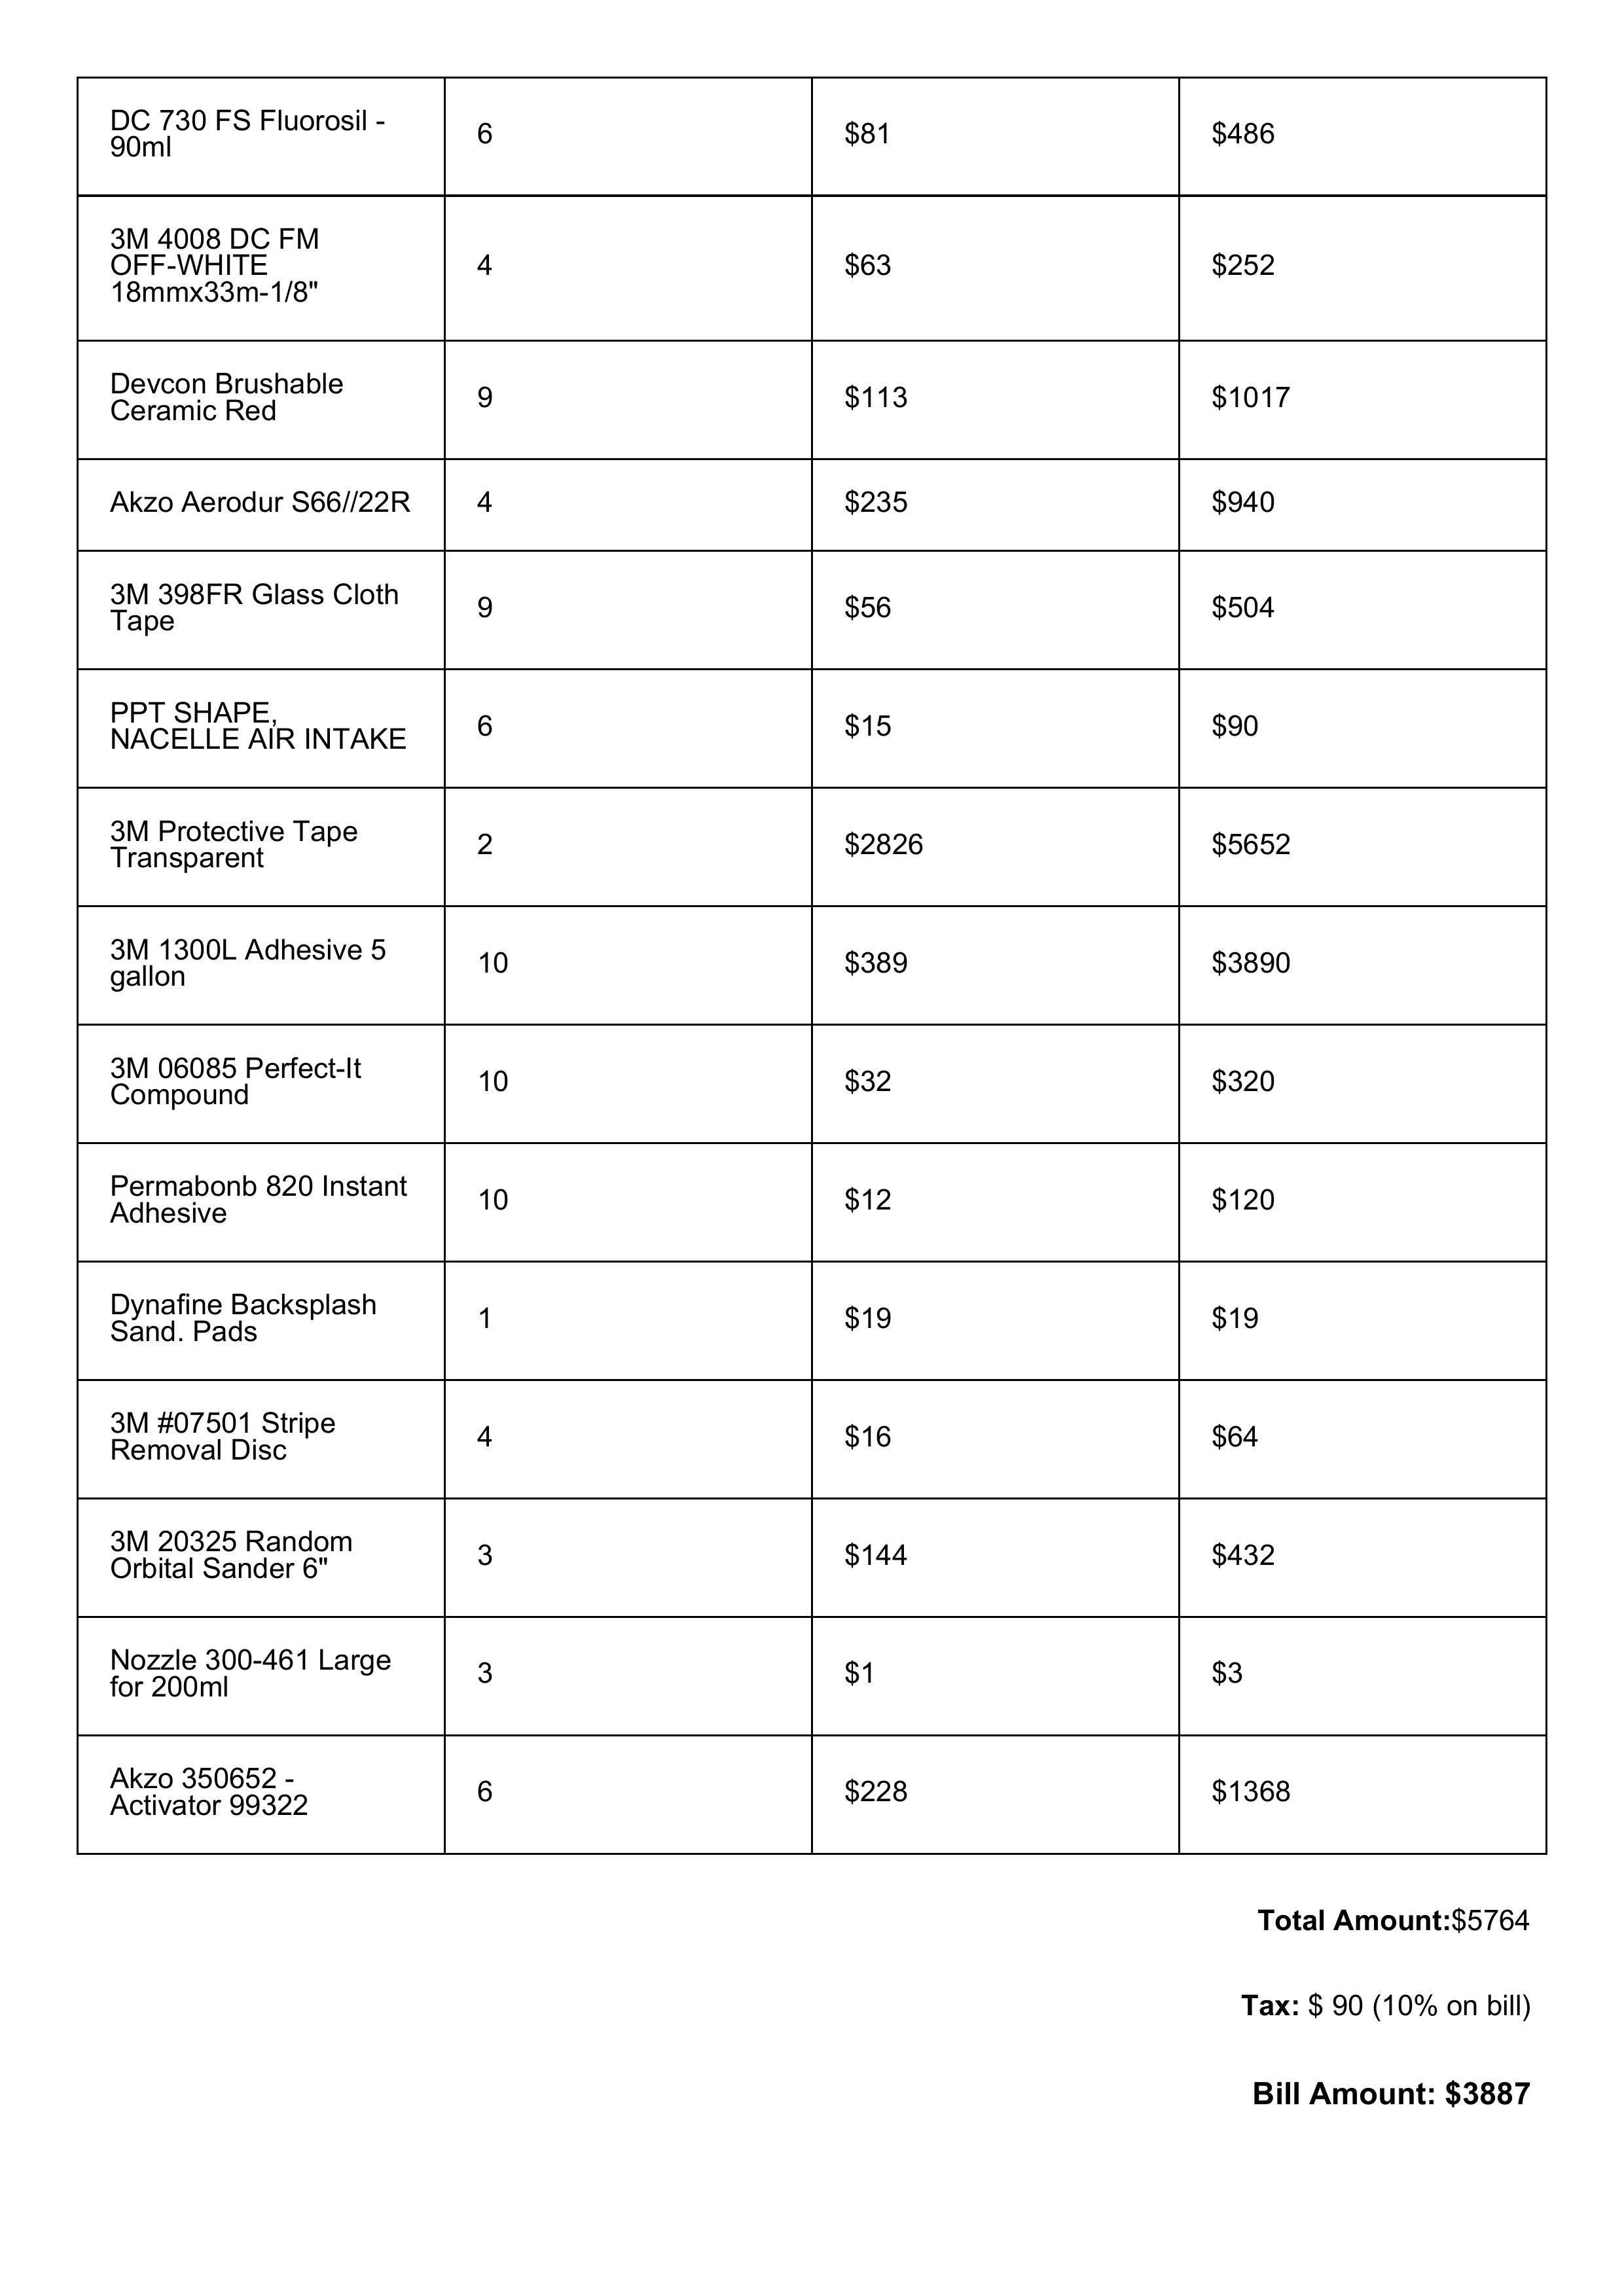 DC 730 FS Fluorosil -
90ml
6
$81
$486
3M 4008 DC FM
OFF-WHITE
18mmx33m-1/8"
4
$63
$252
Devcon Brushable
Ceramic Red
9
$113
$1017
Akzo Aerodur S66//22R
4
$235
$940
3M 398FR Glass Cloth
Tape
9
$56
$504
PPT SHAPE,
NACELLE AIR INTAKE
6
$15
$90
3M Protective Tape
Transparent
2
$2826
$5652
3M 1300L Adhesive 5
gallon
10
$389
$3890
3M 06085 Perfect-It
Compound
10
$32
$320
Permabonb 820 Instant
Adhesive
10
$12
$120
Dynafine Backsplash
Sand. Pads
1
$19
$19
3M #07501 Stripe
Removal Disc
4
$16
$64
3M 20325 Random
Orbital Sander 6"
3
$144
$432
Nozzle 300-461 Large
for 200ml
3
$1
$3
Akzo 350652 -
Activator 99322
6
$228
$1368
Total Amount:$5764
Tax: $ 90 (10% on bill)
Bill Amount: $3887